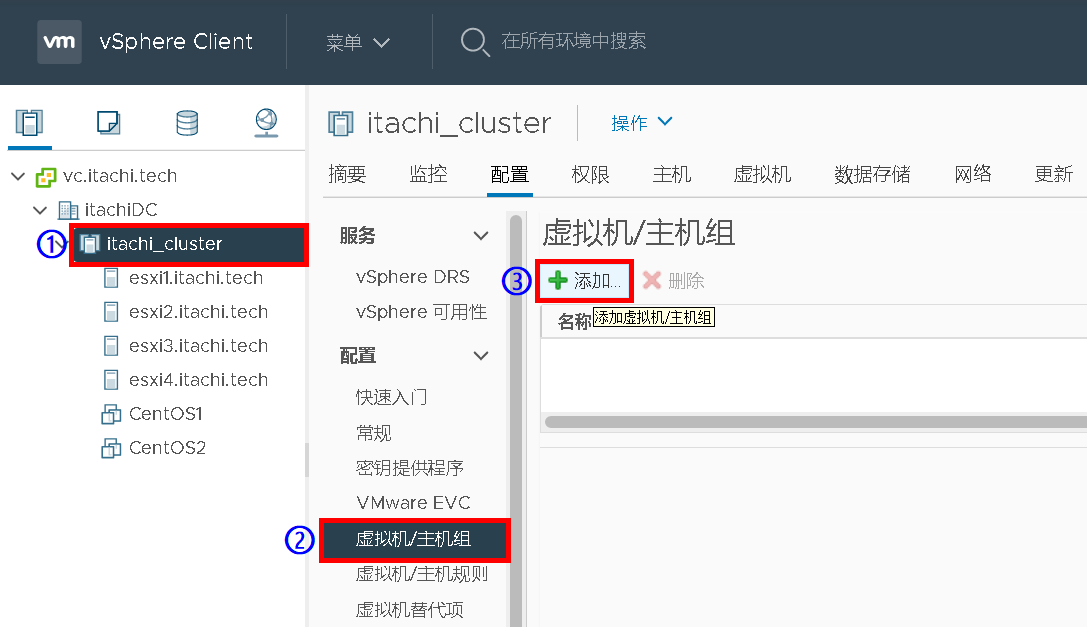 vm vSphere Client 菜单 在所有环境中搜索
itachi_cluster 操作
摘要 监控 配置 权限 主机 虚拟机 数据存储 网络 更新
vc.itachi.tech
itachiDC
① itachi_cluster
esxi1.itachi.tech
esxi2.itachi.tech
esxi3.itachi.tech
esxi4.itachi.tech
CentOS1
CentOS2
服务
vSphere DRS
vSphere 可用性
配置
快速入门
常规
密钥提供程序
VMware EVC
② 虚拟机/主机组
虚拟机/主机规则
虚拟机替代项
虚拟机/主机组
③ 添加... 删除
名称
添加虚拟机/主机组